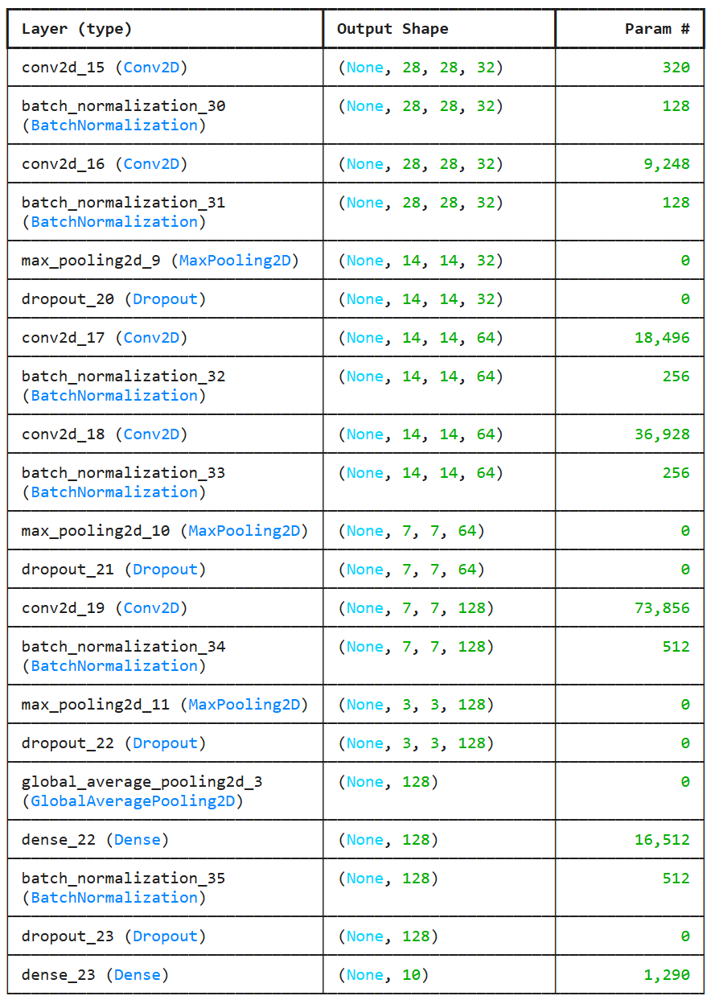 Layer (type) Output Shape Param #
conv2d_15 (Conv2D) (None, 28, 28, 32) 320
batch_normalization_30 (None, 28, 28, 32) 128
(BatchNormalization)
conv2d_16 (Conv2D) (None, 28, 28, 32) 9,248
batch_normalization_31 (None, 28, 28, 32) 128
(BatchNormalization)
max_pooling2d_9 (MaxPooling2D) (None, 14, 14, 32) 0
dropout_20 (Dropout) (None, 14, 14, 32) 0
conv2d_17 (Conv2D) (None, 14, 14, 64) 18,496
batch_normalization_32 (None, 14, 14, 64) 256
(BatchNormalization)
conv2d_18 (Conv2D) (None, 14, 14, 64) 36,928
batch_normalization_33 (None, 14, 14, 64) 256
(BatchNormalization)
max_pooling2d_10 (MaxPooling2D) (None, 7, 7, 64) 0
dropout_21 (Dropout) (None, 7, 7, 64) 0
conv2d_19 (Conv2D) (None, 7, 7, 128) 73,856
batch_normalization_34 (None, 7, 7, 128) 512
(BatchNormalization)
max_pooling2d_11 (MaxPooling2D) (None, 3, 3, 128) 0
dropout_22 (Dropout) (None, 3, 3, 128) 0
global_average_pooling2d_3 (None, 128) 0
(GlobalAveragePooling2D)
dense_22 (Dense) (None, 128) 16,512
batch_normalization_35 (None, 128) 512
(BatchNormalization)
dropout_23 (Dropout) (None, 128) 0
dense_23 (Dense) (None, 10) 1,290